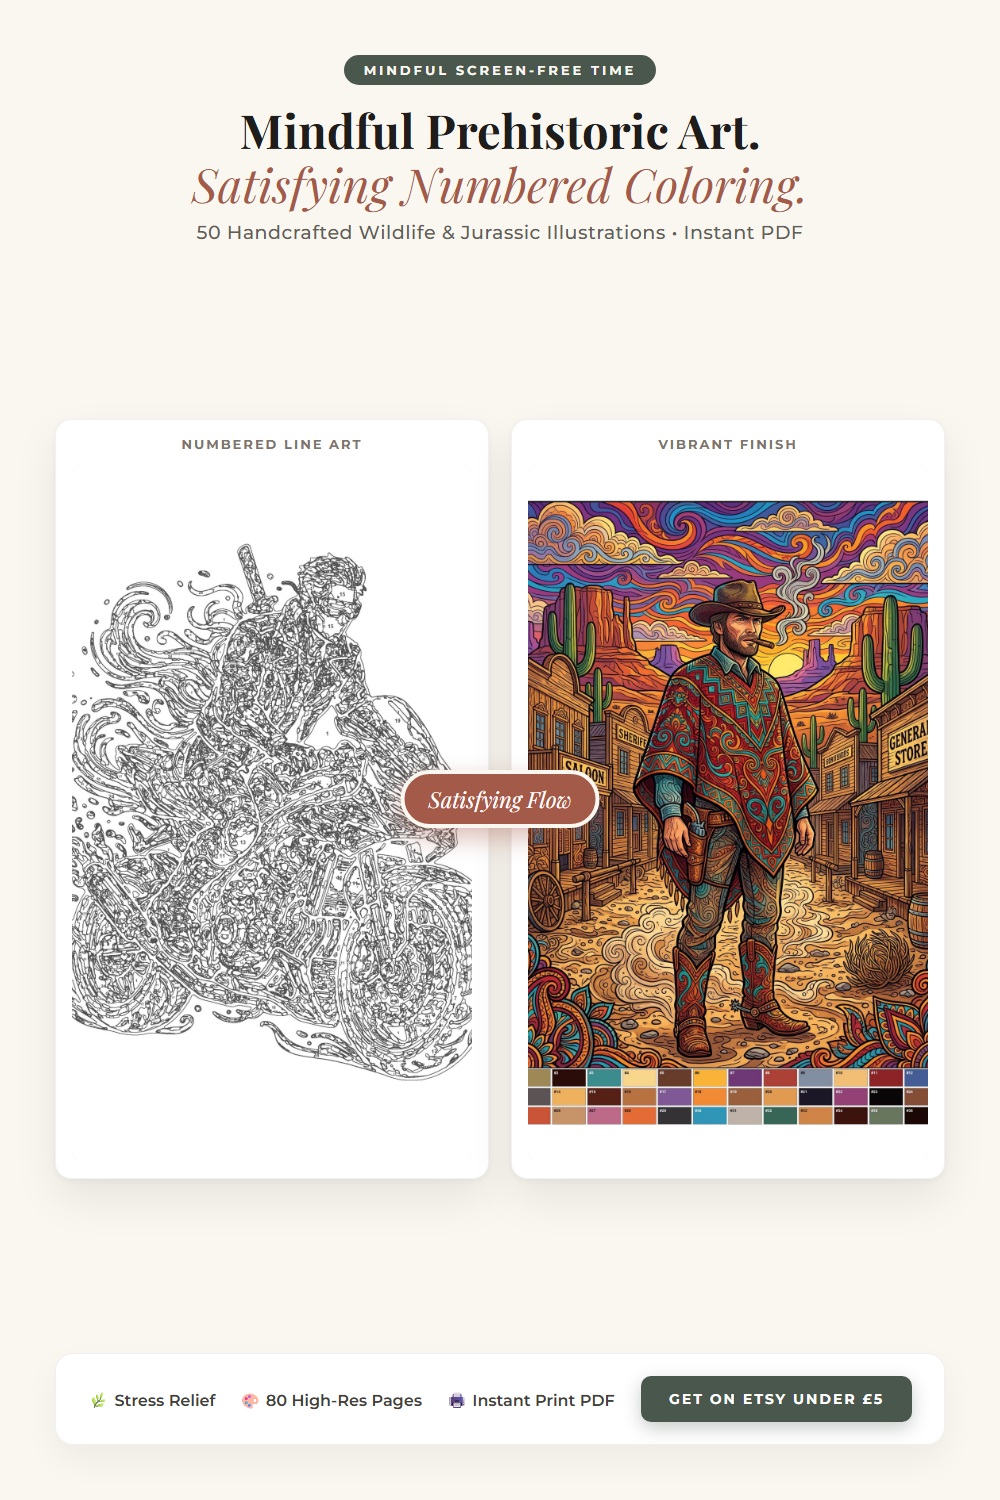 MINDFUL SCREEN-FREE TIME
Mindful Prehistoric Art.
Satisfying Numbered Coloring.
50 Handcrafted Wildlife & Jurassic Illustrations • Instant PDF
NUMBERED LINE ART
VIBRANT FINISH
SHERIFF
SALOON
GENERAL
STORE
Satisfying Flow
Stress Relief
80 High-Res Pages
Instant Print PDF
GET ON ETSY UNDER £5